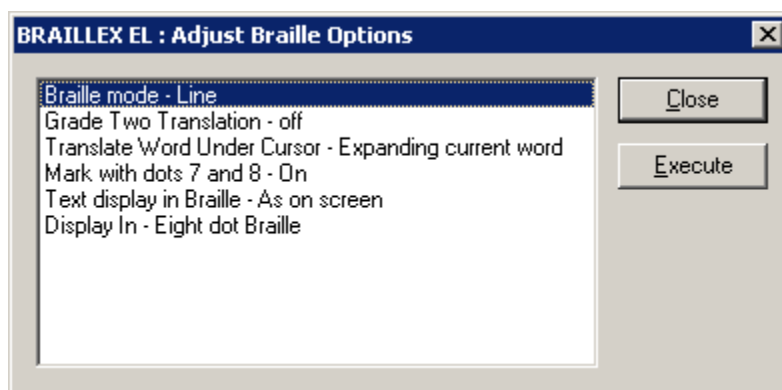 BRAILLEX EL : Adjust Braille Options
Braille mode - Line
Grade Two Translation - off
Translate Word Under Cursor - Expanding current word
Mark with dots 7 and 8 - On
Text display in Braille - As on screen
Display In - Eight dot Braille
Close
Execute